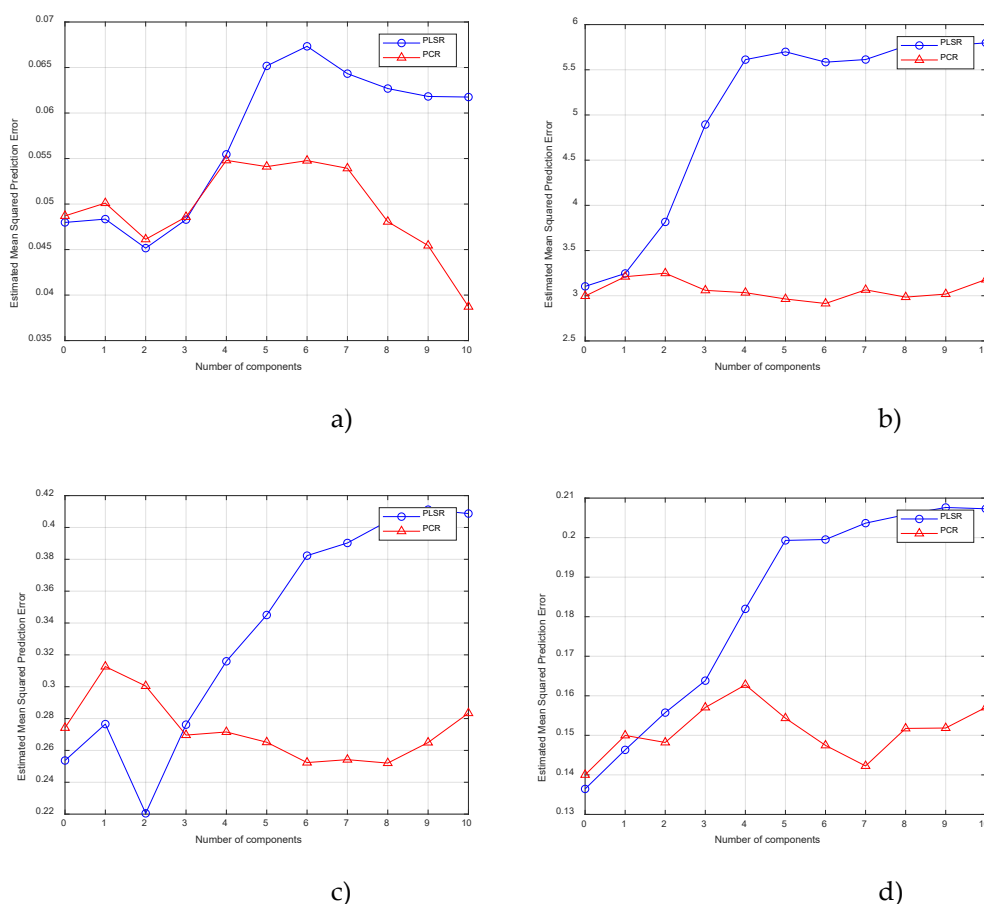 0.07
0.065
0.06
0.055
0.05
0.045
0.04
0.035
Estimated Mean Squared Prediction Error
PLSR
PCR
0 1 2 3 4 5 6 7 8 9 10
Number of components
a)
6
5.5
5
4.5
4
3.5
3
2.5
Estimated Mean Squared Prediction Error
PLSR
PCR
0 1 2 3 4 5 6 7 8 9
Number of components
b)
0.42
0.4
0.38
0.36
0.34
0.32
0.3
0.28
0.26
0.24
0.22
Estimated Mean Squared Prediction Error
PLSR
PCR
0 1 2 3 4 5 6 7 8 9 10
Number of components
c)
0.21
0.2
0.19
0.18
0.17
0.16
0.15
0.14
0.13
Estimated Mean Squared Prediction Error
PLSR
PCR
0 1 2 3 4 5 6 7 8 9
Number of components
d)